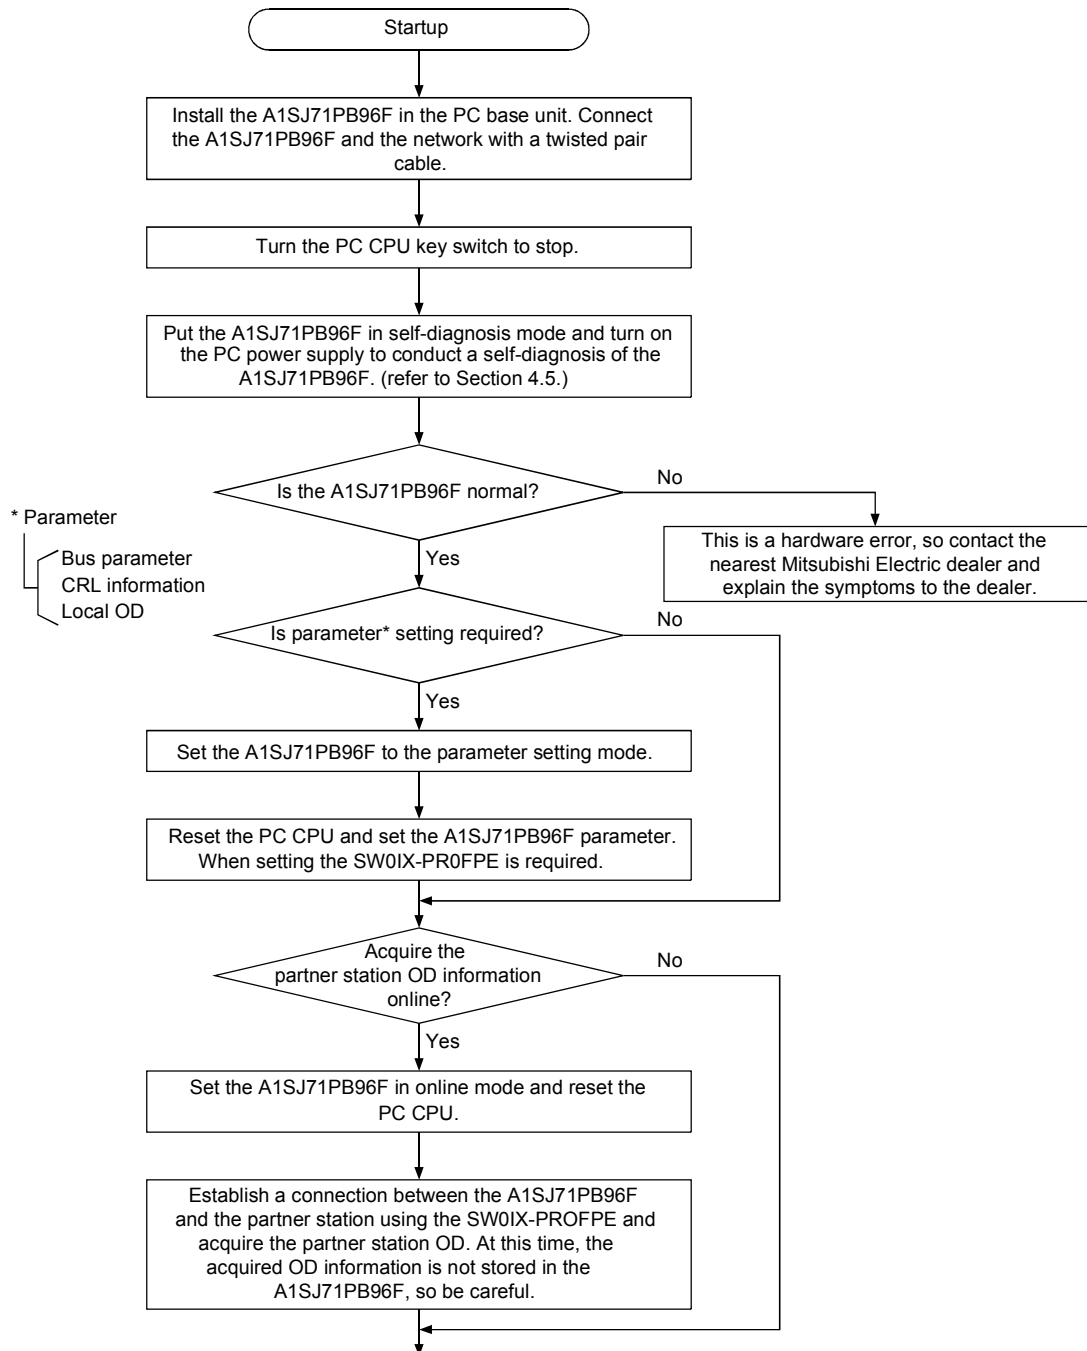 Startup
Install the A1SJ71PB96F in the PC base unit. Connect
the A1SJ71PB96F and the network with a twisted pair
cable.
Turn the PC CPU key switch to stop.
Put the A1SJ71PB96F in self-diagnosis mode and turn on
the PC power supply to conduct a self-diagnosis of the
A1SJ71PB96F. (refer to Section 4.5.)
Is the A1SJ71PB96F normal?
No
This is a hardware error, so contact the
nearest Mitsubishi Electric dealer and
explain the symptoms to the dealer.
* Parameter
Bus parameter
CRL information
Local OD
Yes
Is parameter* setting required?
No
Yes
Set the A1SJ71PB96F to the parameter setting mode.
Reset the PC CPU and set the A1SJ71PB96F parameter.
When setting the SW0IX-PR0FPE is required.
Acquire the
partner station OD information
online?
No
Yes
Set the A1SJ71PB96F in online mode and reset the
PC CPU.
Establish a connection between the A1SJ71PB96F
and the partner station using the SW0IX-PROFPE and
acquire the partner station OD. At this time, the
acquired OD information is not stored in the
A1SJ71PB96F, so be careful.